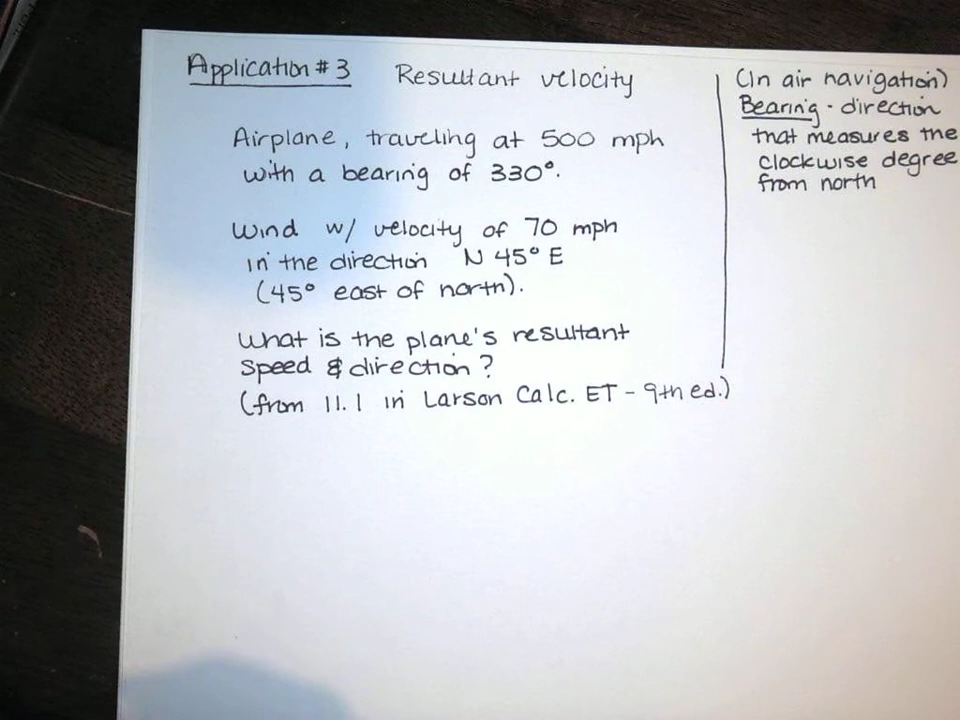 Application #3 Resultant velocity
Airplane, traveling at 500 mph
with a bearing of 330°.
Wind w/ velocity of 70 mph
in the direction N 45° E
(45° east of north).
What is the plane's resultant
speed & direction?
(from 11.1 in Larson Calc. ET - 9th ed.)
(In air navigation)
Bearing - direction
that measures the
clockwise degree
from north